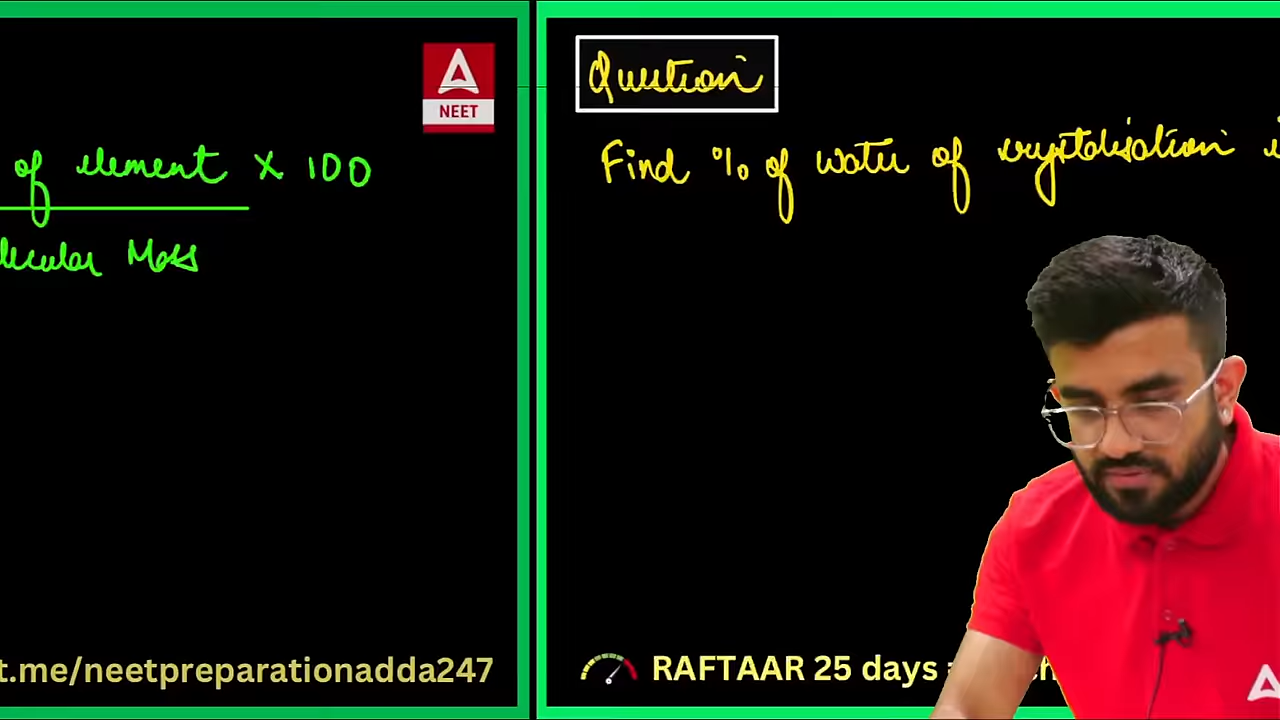 NEET
of element × 100
lecular Mass
t.me/neetpreparationadda247
Question
Find % of water of crystalisation i
RAFTAAR 25 days